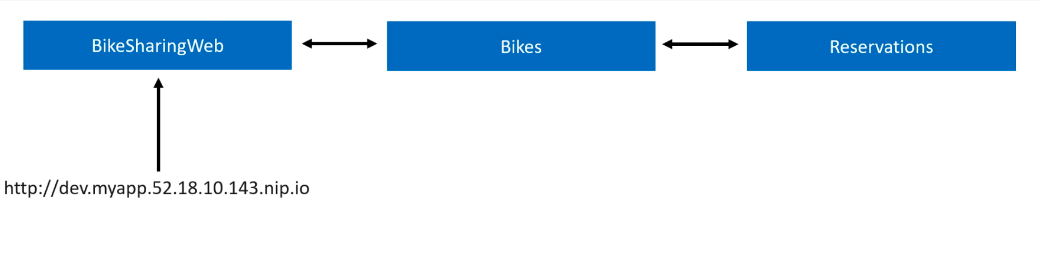 BikeSharingWeb
Bikes
Reservations
http://dev.myapp.52.18.10.143.nip.io